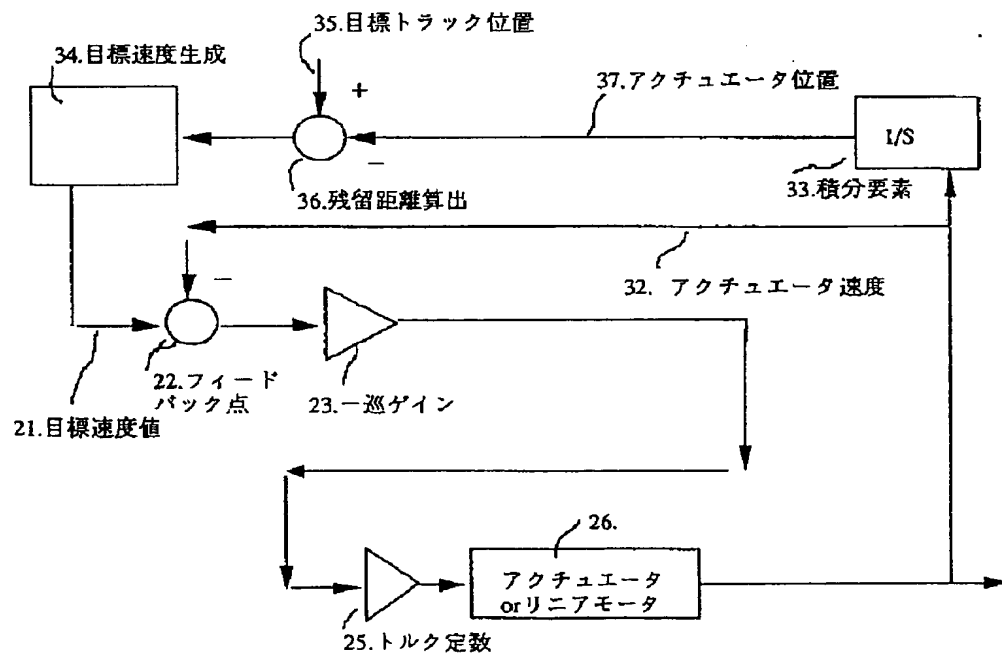 35.目標トラック位置
34.目標速度生成
37.アクチュエータ位置
+
I/S
−
36.残留距離算出
33.積分要素
−
32. アクチュエータ速度
22.フィード
バック点
23.一巡ゲイン
21.目標速度値
26.
アクチュエータ
orリニアモータ
25.トルク定数